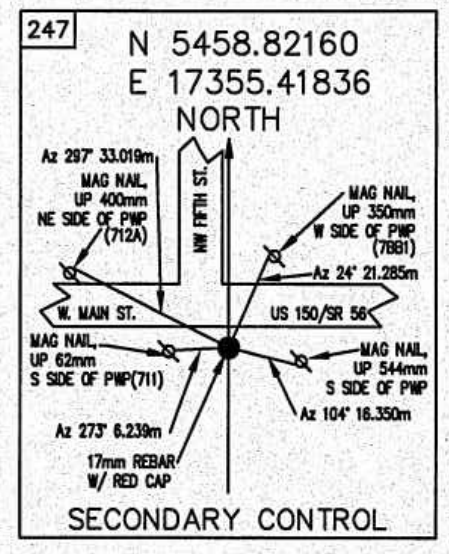 247
N 5458.82160
E 17355.41836
NORTH
Az 297° 33.019m
MAG NAIL,
UP 400mm
NE SIDE OF PWP
(712A)
NW FIFTH ST.
MAG NAIL,
UP 350mm
W SIDE OF PWP
(7BB1)
Az 24° 21.285m
W. MAIN ST.
US 150/SR 56
MAG NAIL,
UP 62mm
S SIDE OF PWP(711)
MAG NAIL,
UP 544mm
S SIDE OF PWP
Az 104° 16.350m
Az 273° 6.239m
17mm REBAR
W/ RED CAP
SECONDARY CONTROL